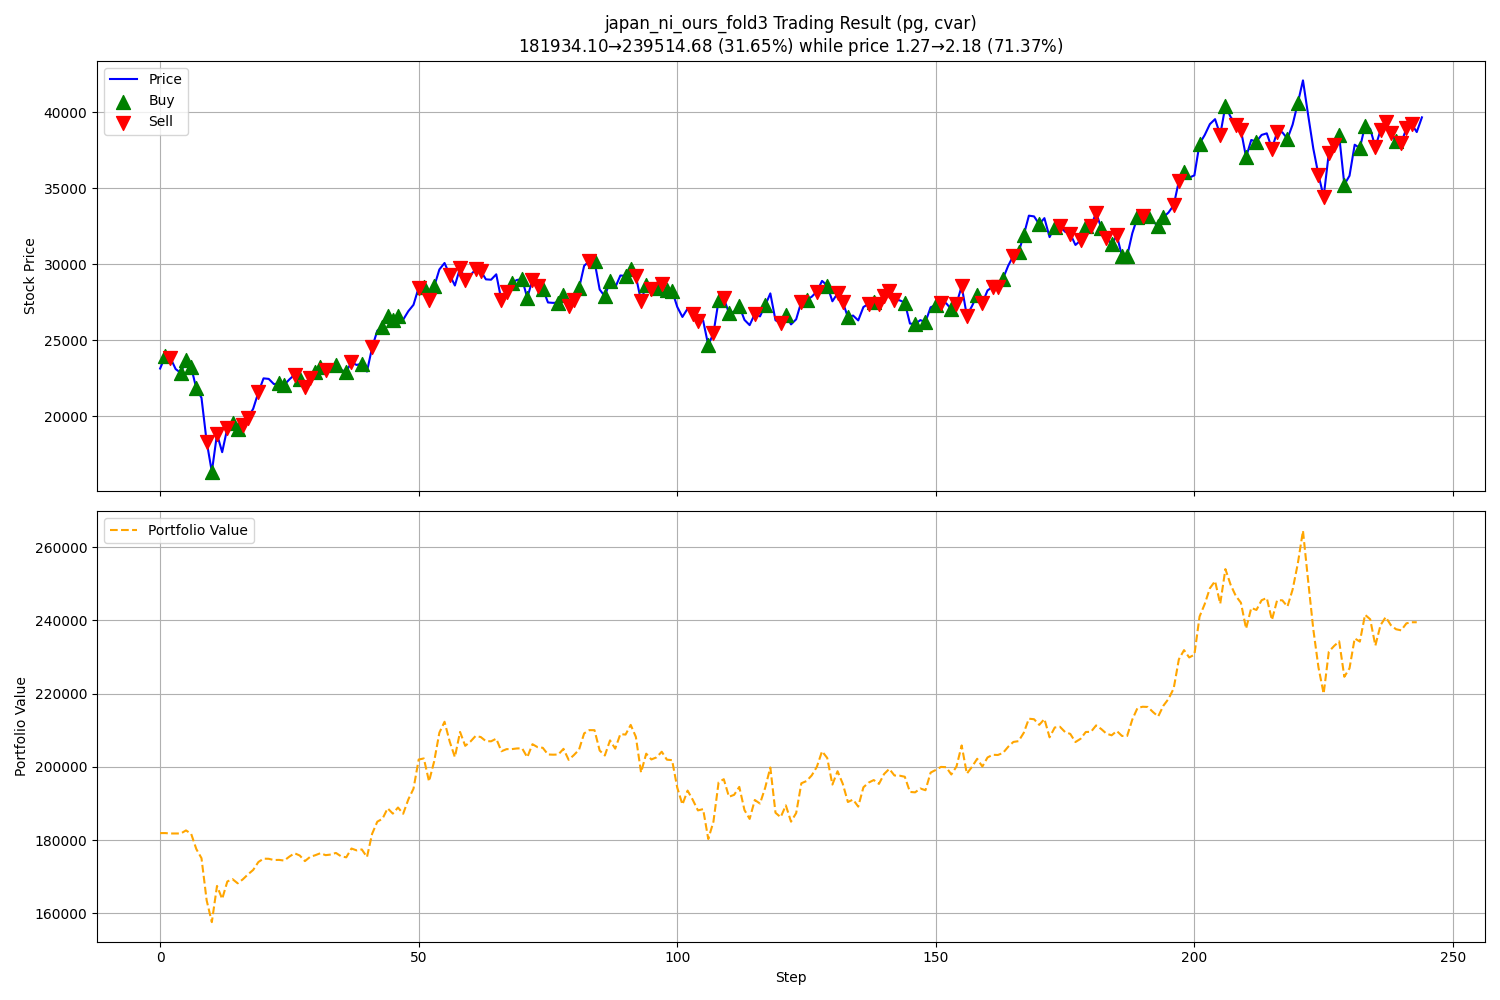 japan_ni_ours_fold3 Trading Result (pg, cvar)
181934.10→239514.68 (31.65%) while price 1.27→2.18 (71.37%)
Price
Buy
Sell
40000
35000
30000
25000
20000
Stock Price
Portfolio Value
260000
240000
220000
200000
180000
160000
Portfolio Value
0
50
100
150
200
250
Step